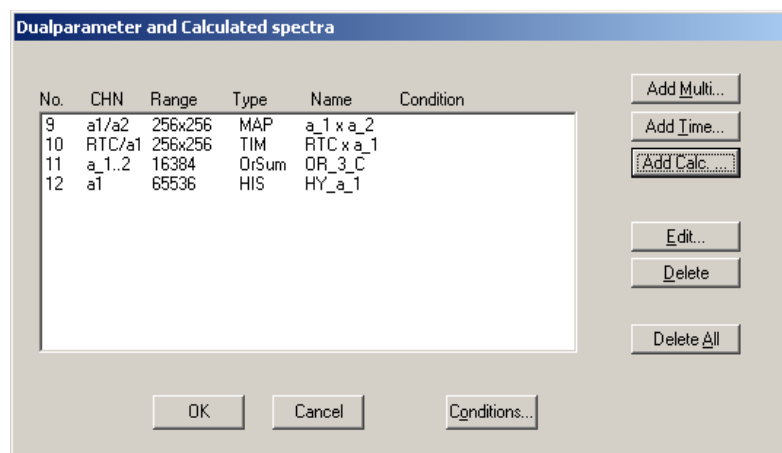 Dualparameter and Calculated spectra
No. CHN Range Type Name Condition
9 a1/a2 256x256 MAP a_1 x a_2
10 RTC/a1 256x256 TIM RTC x a_1
11 a_1..2 16384 OrSum OR_3_C
12 a1 65536 HIS HY_a_1
Add Multi...
Add Time...
Add Calc. ...
Edit...
Delete
Delete All
OK Cancel Conditions...